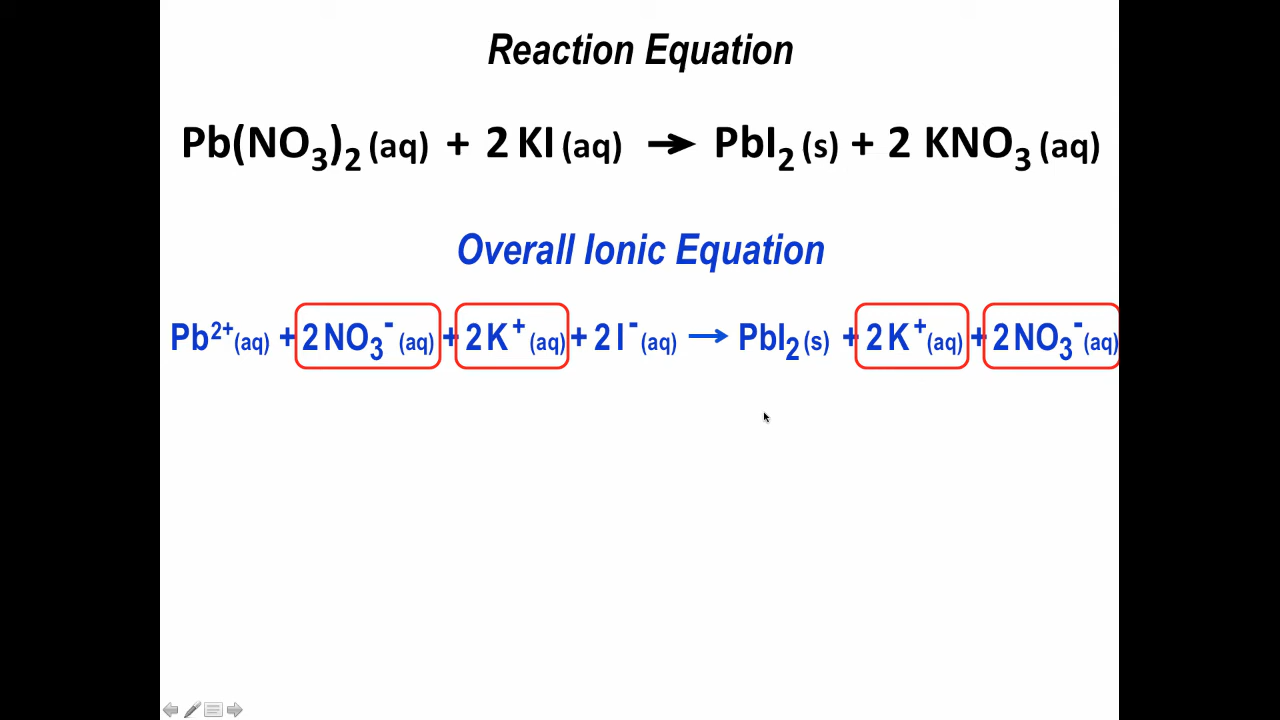 Reaction Equation
Pb(NO₃)₂ (aq) + 2 KI (aq) → PbI₂ (s) + 2 KNO₃ (aq)
Overall Ionic Equation
Pb²⁺(aq) + 2 NO₃⁻ (aq) + 2 K⁺ (aq) + 2 I⁻ (aq) → PbI₂ (s) + 2 K⁺(aq) + 2 NO₃⁻(aq)